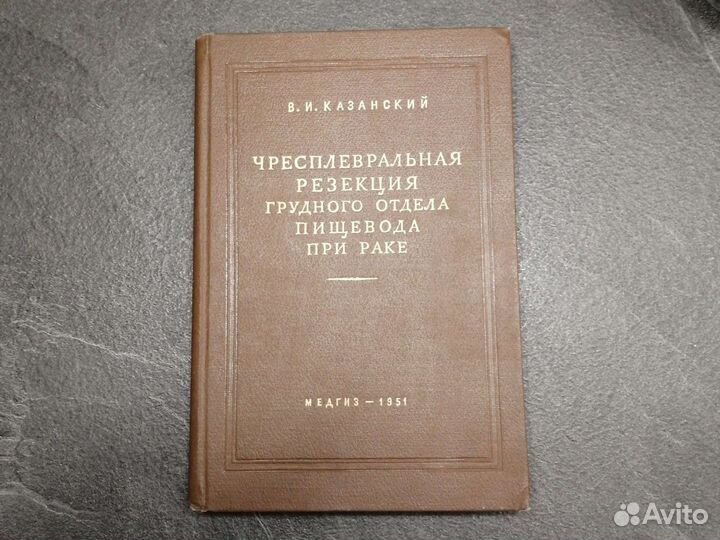 В. И. КАЗАНСКИЙ
ЧРЕСПЛЕВРАЛЬНАЯ
РЕЗЕКЦИЯ
ГРУДНОГО ОТДЕЛА
ПИЩЕВОДА
ПРИ РАКЕ
МЕДГИЗ — 1951
Avito